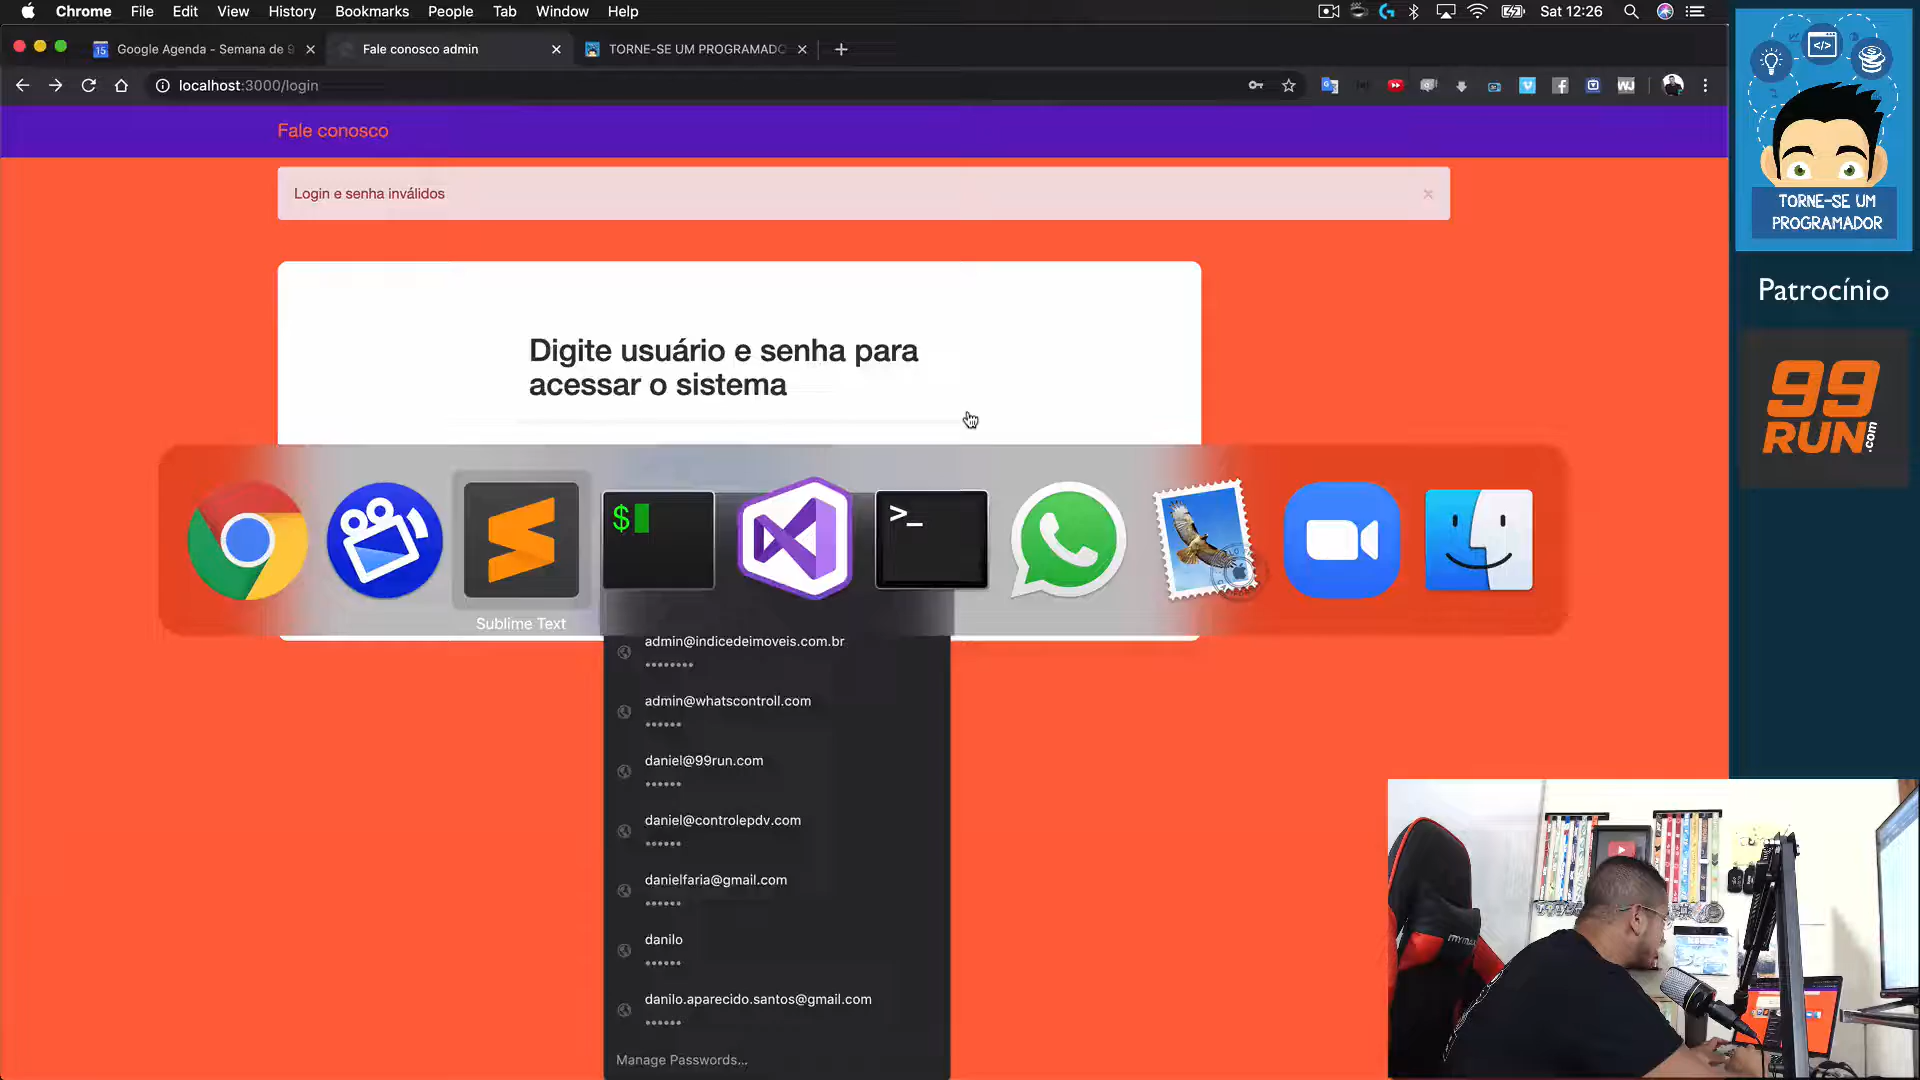 Chrome File Edit View History Bookmarks People Tab Window Help
Sat 12:26
15 Google Agenda - Semana de 9
Fale conosco admin
TORNE-SE UM PROGRAMADO
localhost:3000/login
Fale conosco
Login e senha inválidos
×
Digite usuário e senha para
acessar o sistema
$
>_
Sublime Text
admin@indicedeimoveis.com.br
••••••••
admin@whatscontroll.com
••••••
daniel@99run.com
••••••
daniel@controlepdv.com
••••••
danielfaria@gmail.com
••••••
danilo
••••••
danilo.aparecido.santos@gmail.com
••••••
Manage Passwords...
</>
TORNE-SE UM
PROGRAMADOR
Patrocínio
99
RUN.com